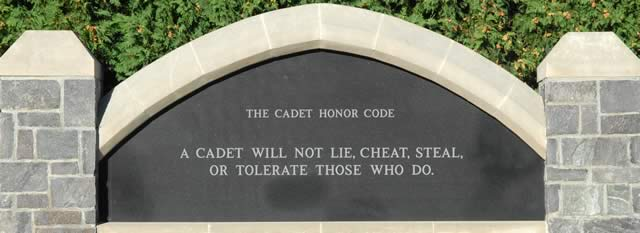 THE CADET HONOR CODE
A CADET WILL NOT LIE, CHEAT, STEAL,
OR TOLERATE THOSE WHO DO.